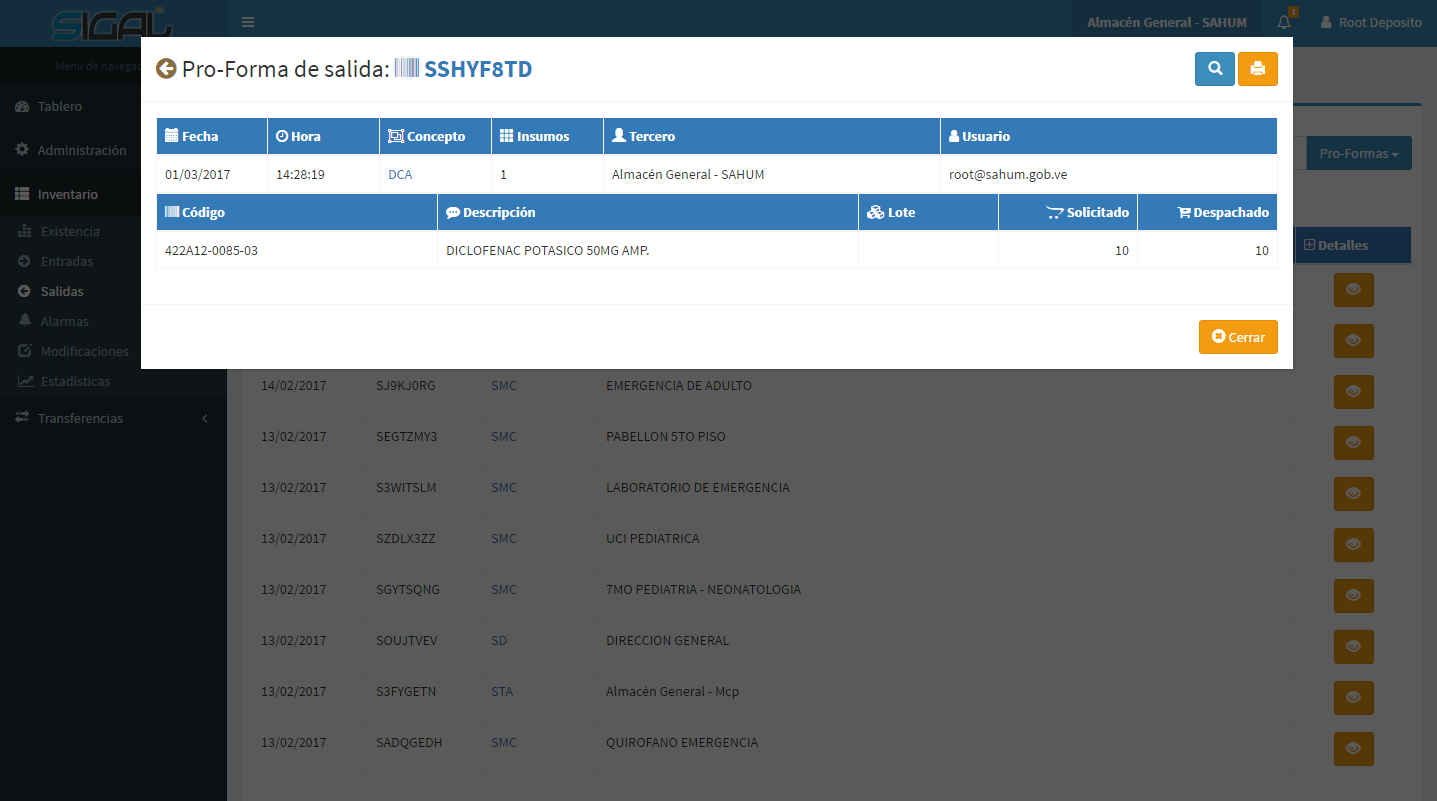 SIGAL
Almacén General - SAHUM
1
Root Deposito
Menú de navegac
Pro-Forma de salida: SSHYF8TD
Tablero
Administración
Inventario
Existencia
Entradas
Salidas
Alarmas
Modificaciones
Estadísticas
Transferencias
Fecha Hora Concepto Insumos Tercero Usuario
01/03/2017 14:28:19 DCA 1 Almacén General - SAHUM root@sahum.gob.ve
Código Descripción Lote Solicitado Despachado
422A12-0085-03 DICLOFENAC POTASICO 50MG AMP. 10 10
Cerrar
Pro-Formas
Detalles
14/02/2017 SJ9KJ0RG SMC EMERGENCIA DE ADULTO
13/02/2017 SEGTZMY3 SMC PABELLON 5TO PISO
13/02/2017 S3WITSLM SMC LABORATORIO DE EMERGENCIA
13/02/2017 SZDLX3ZZ SMC UCI PEDIATRICA
13/02/2017 SGYTSQNG SMC 7MO PEDIATRIA - NEONATOLOGIA
13/02/2017 SOUJTVEV SD DIRECCION GENERAL
13/02/2017 S3FYGETN STA Almacén General - Mcp
13/02/2017 SADQGEDH SMC QUIROFANO EMERGENCIA